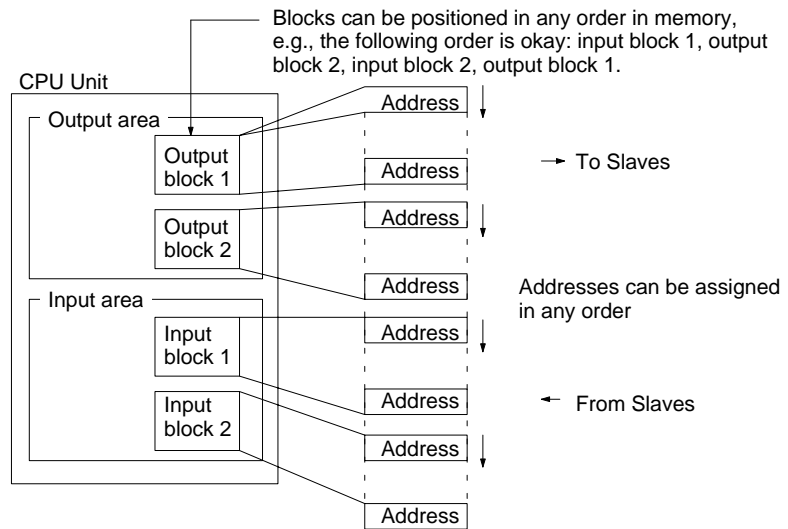 Blocks can be positioned in any order in memory,
e.g., the following order is okay: input block 1, output
block 2, input block 2, output block 1.
CPU Unit
Output area
Output
block 1
Output
block 2
Input area
Input
block 1
Input
block 2
Address
Address
Address
Address
Address
Address
Address
Address
To Slaves
Addresses can be assigned
in any order
From Slaves